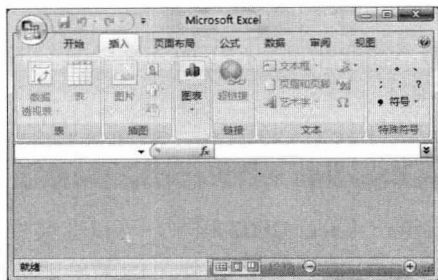 Microsoft Excel
开始 插入 页面布局 公式 数据 审阅 视图
数据透视表 表 图片 图表 超链接 文本框 页眉和页脚 艺术字 Ω 符号
表 插图 链接 文本 特殊符号
fx
就绪